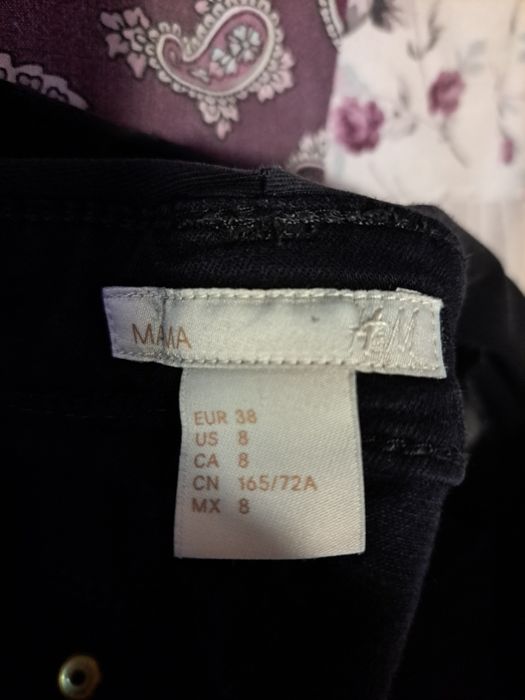 MAMA H&M
EUR 38
US 8
CA 8
CN 165/72A
MX 8